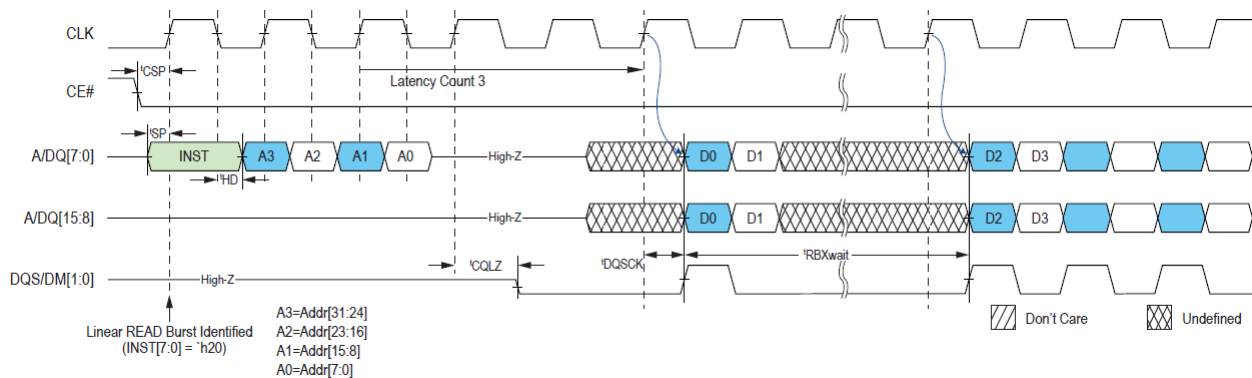 CLK
tCSP
Latency Count 3
CE#
tSP
A/DQ[7:0]
INST
A3
A2
A1
A0
High-Z
D0
D1
D2
D3
tHD
A/DQ[15:8]
High-Z
D0
D1
D2
D3
tCQLZ
tDQSCK
tRBXwait
DQS/DM[1:0]
High-Z
Linear READ Burst Identified
(INST[7:0] = `h20)
A3=Addr[31:24]
A2=Addr[23:16]
A1=Addr[15:8]
A0=Addr[7:0]
Don't Care
Undefined